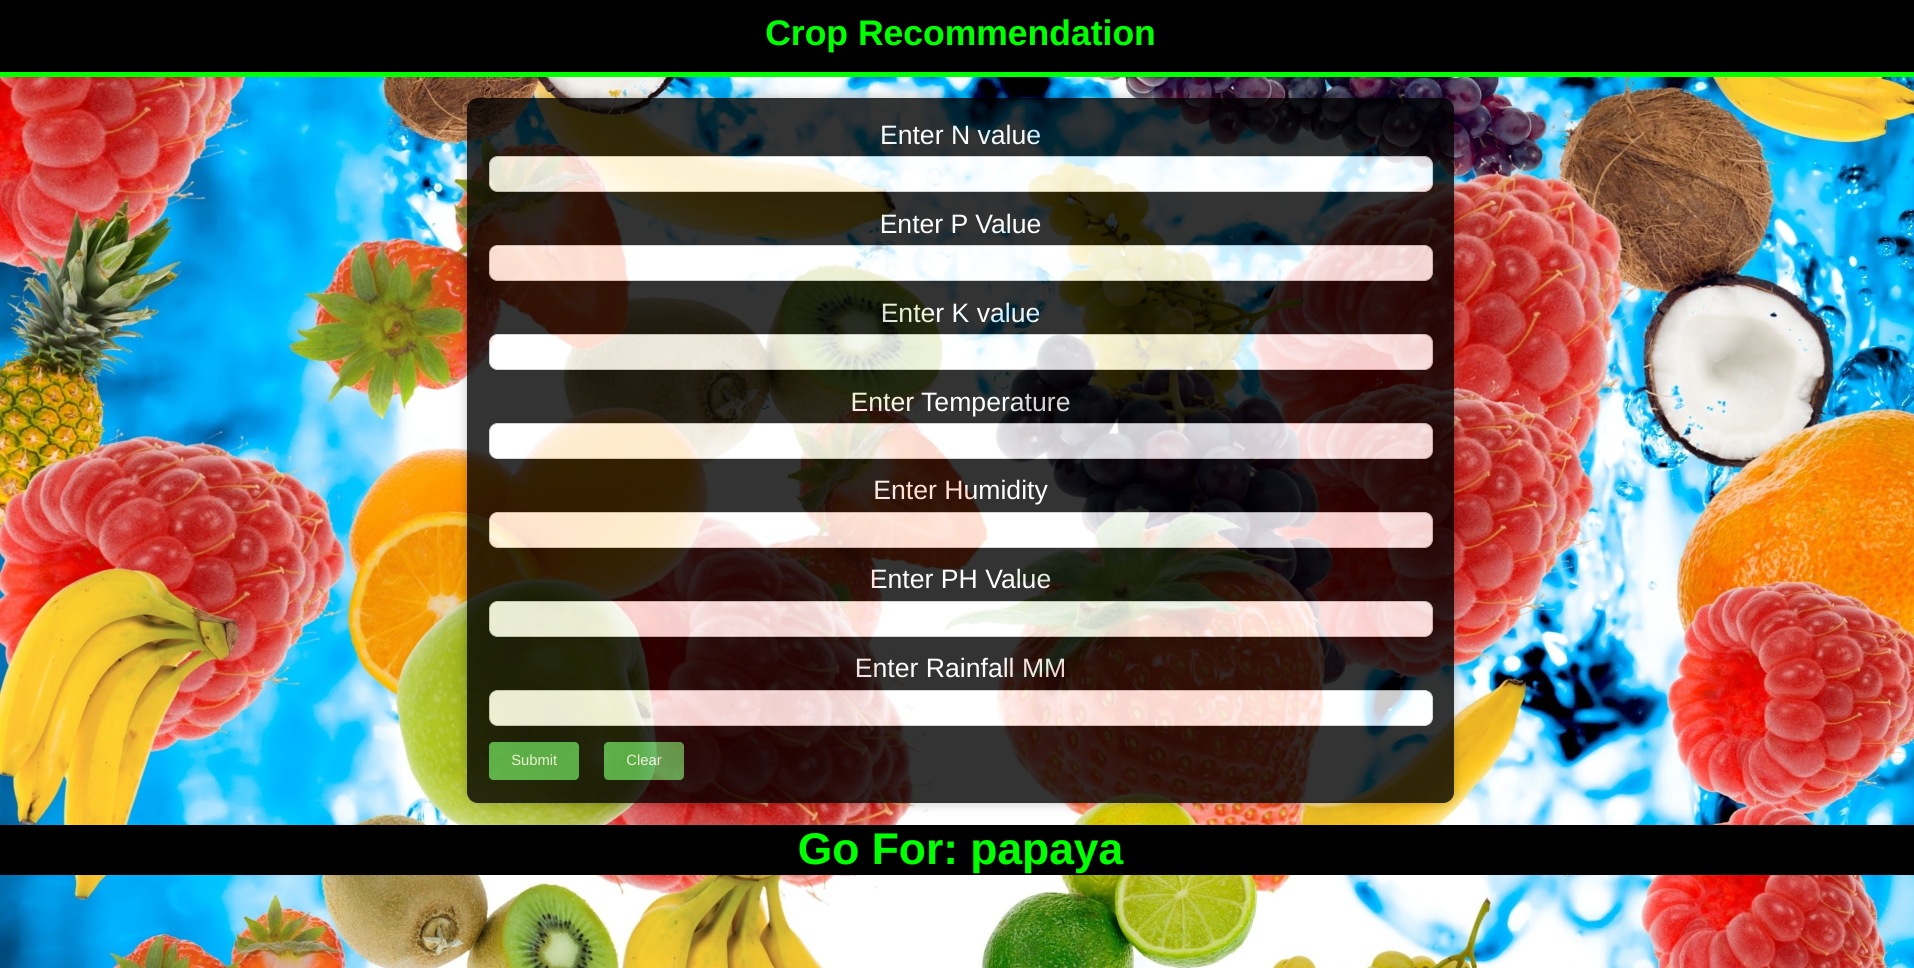 Crop Recommendation
Enter N value
Enter P Value
Enter K value
Enter Temperature
Enter Humidity
Enter PH Value
Enter Rainfall MM
Submit Clear
Go For: papaya